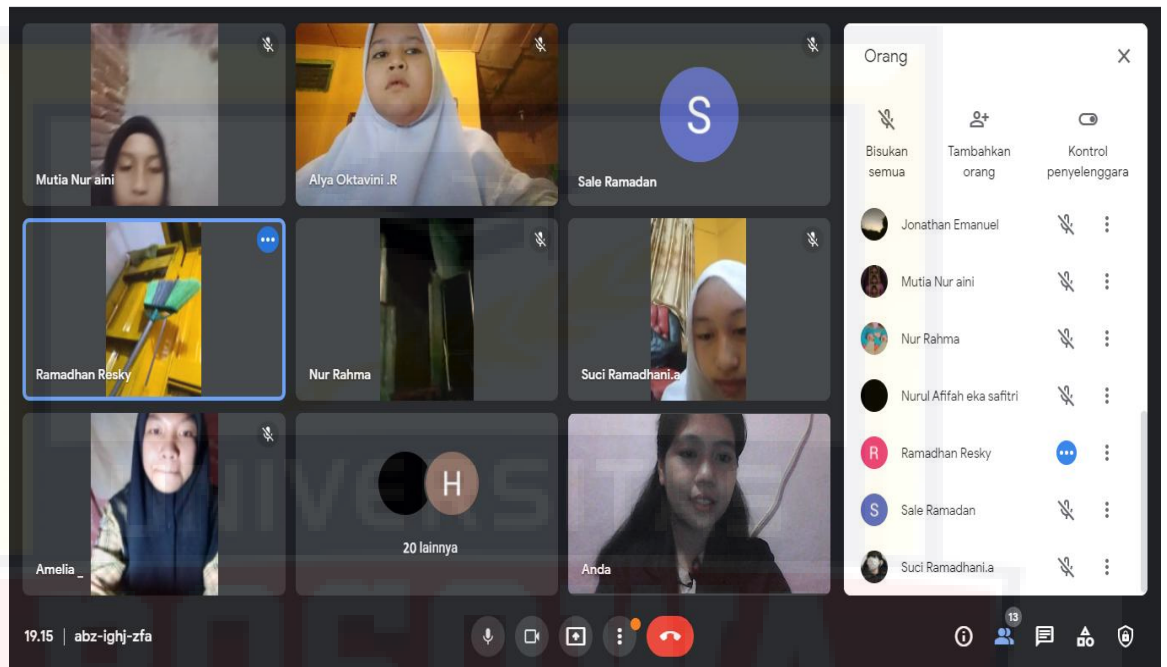 Mutia Nur aini
Alya Oktavini .R
Sale Ramadan
S
Ramadhan Resky
Nur Rahma
Suci Ramadhani.a
Amelia _
H
20 lainnya
Anda
19.15 | abz-ighj-zfa
Orang
Bisukan semua
Tambahkan orang
Kontrol penyelenggara
Jonathan Emanuel
Mutia Nur aini
Nur Rahma
Nurul Afifah eka safitri
R Ramadhan Resky
S Sale Ramadan
Suci Ramadhani.a
13
UNIVERSITAS
BOSOWA